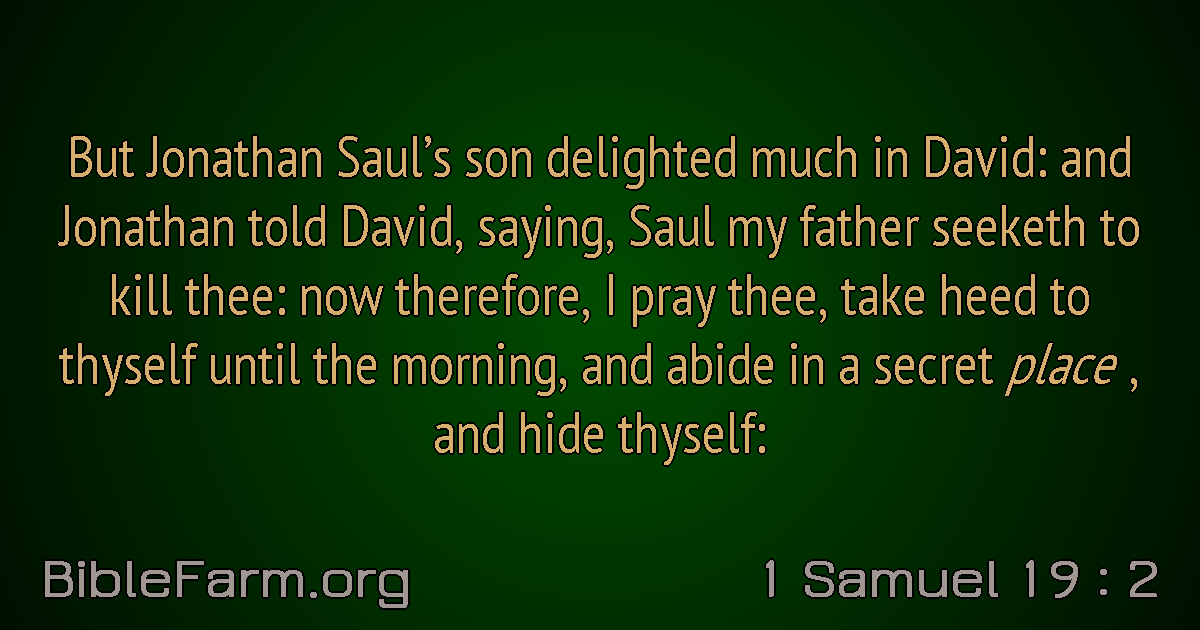 But Jonathan Saul’s son delighted much in David: and
Jonathan told David, saying, Saul my father seeketh to
kill thee: now therefore, I pray thee, take heed to
thyself until the morning, and abide in a secret place ,
and hide thyself:
BibleFarm.org
1 Samuel 19 : 2